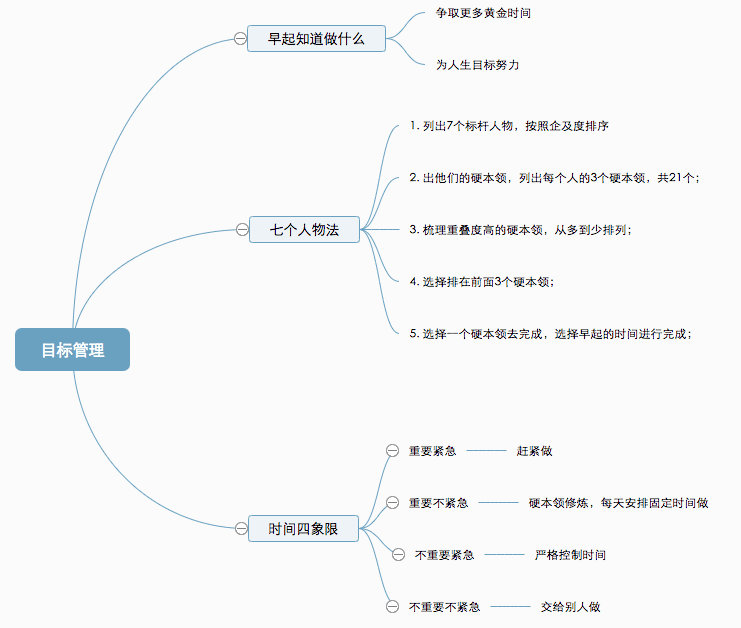 目标管理
早起知道做什么
争取更多黄金时间
为人生目标努力
七个人物法
1. 列出7个标杆人物，按照企及度排序
2. 出他们的硬本领，列出每个人的3个硬本领，共21个；
3. 梳理重叠度高的硬本领，从多到少排列；
4. 选择排在前面3个硬本领；
5. 选择一个硬本领去完成，选择早起的时间进行完成；
时间四象限
重要紧急 赶紧做
重要不紧急 硬本领修炼，每天安排固定时间做
不重要紧急 严格控制时间
不重要不紧急 交给别人做